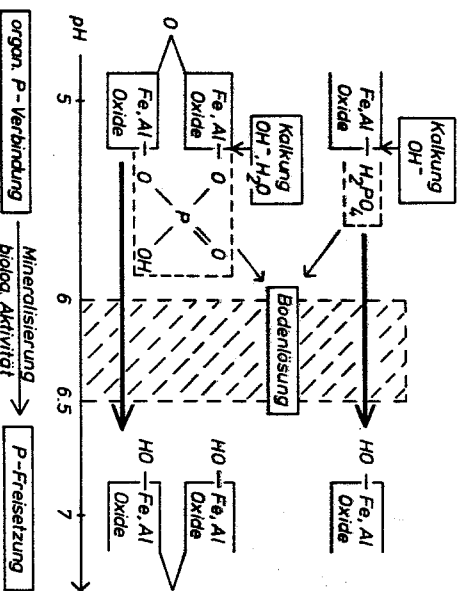 Kalkung
OH⁻
Fe,Al – H₂PO₄
Oxide
HO – Fe,Al
Oxide
Bodenlösung
Kalkung
OH⁻, H₂O
Fe,Al – O
Oxide
O
P
O
Fe,Al – O
Oxide
OH
HO – Fe,Al
Oxide
HO – Fe,Al
Oxide
pH
5
6
6.5
7
organ. P-Verbindung
Mineralisierung
biolog. Aktivität
P-Freisetzung